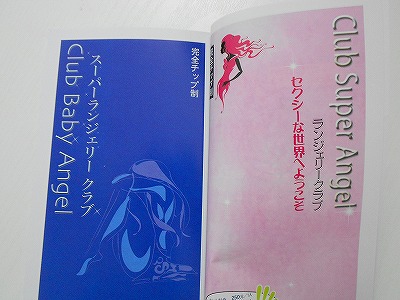 完全チップ制
スーパーランジェリー クラブ
Club Baby Angel
Club Super Angel
ランジェリークラブ
セクシーな世界へようこそ